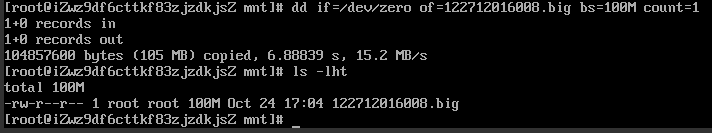 [root@iZwz9df6cttkf83zjzdkjsZ mnt]# dd if=/dev/zero of=122712016008.big bs=100M count=1
1+0 records in
1+0 records out
104857600 bytes (105 MB) copied, 6.88839 s, 15.2 MB/s
[root@iZwz9df6cttkf83zjzdkjsZ mnt]# ls -lht
total 100M
-rw-r--r-- 1 root root 100M Oct 24 17:04 122712016008.big
[root@iZwz9df6cttkf83zjzdkjsZ mnt]# _